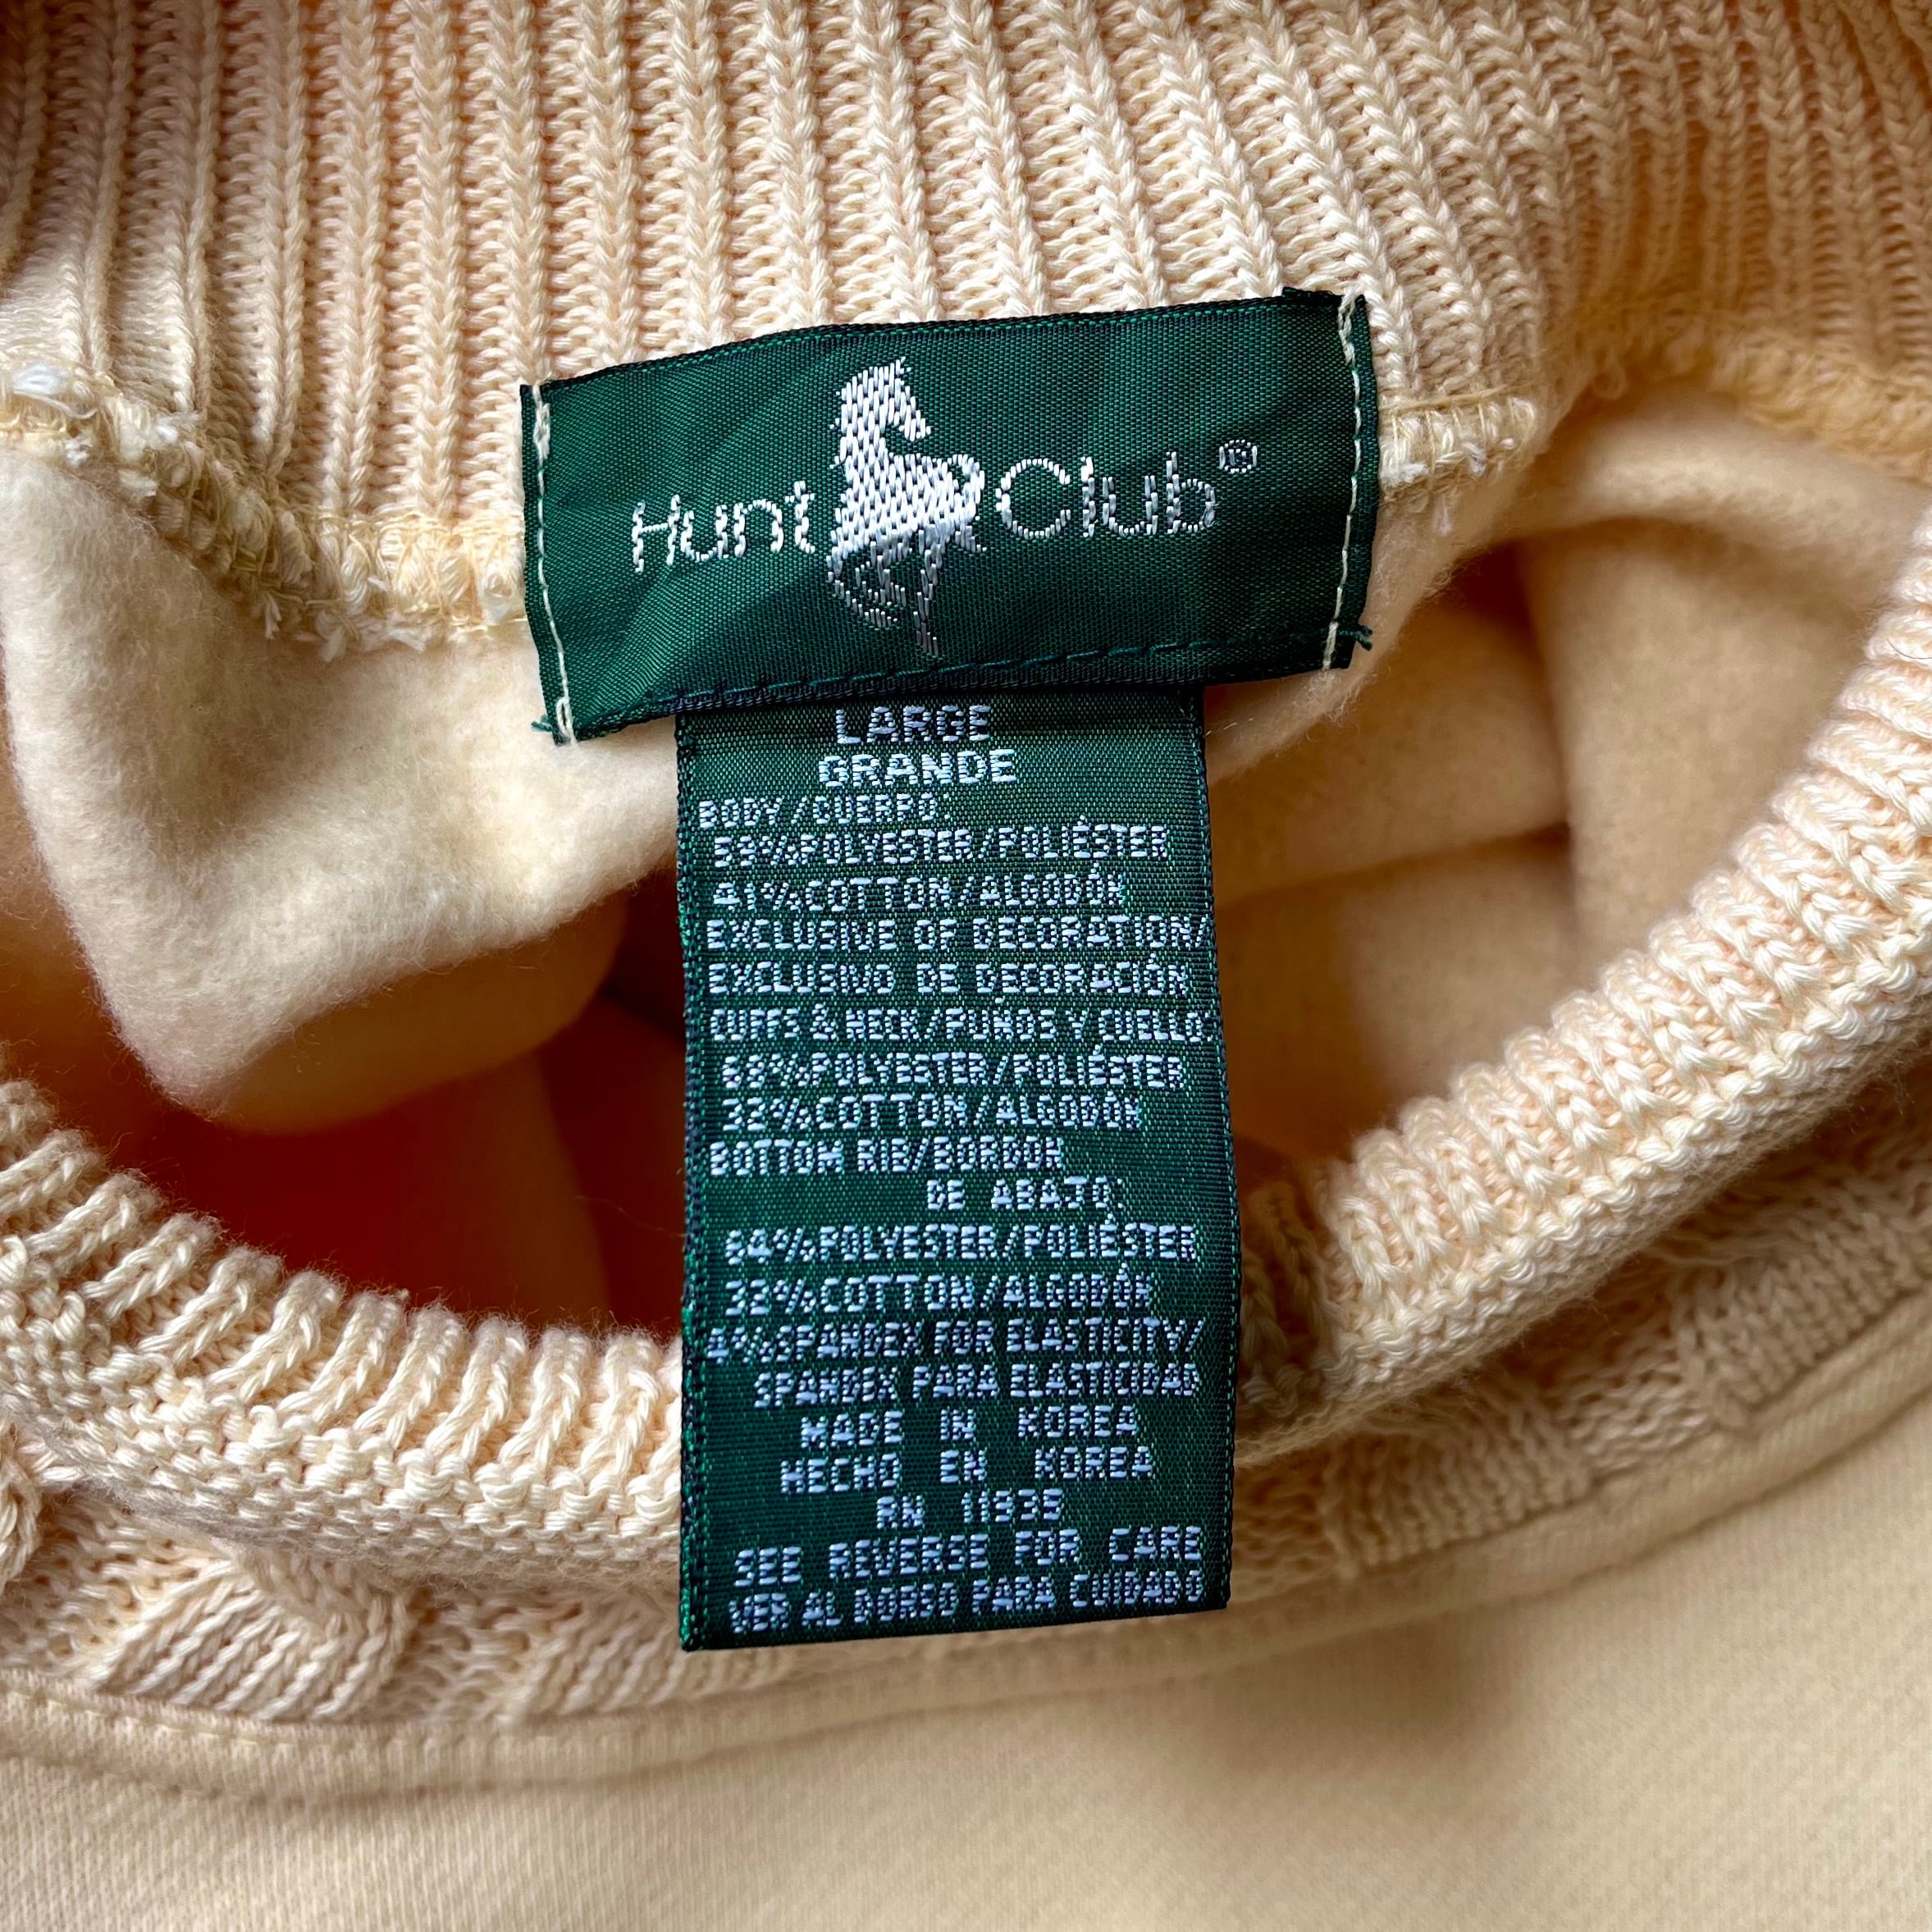 Hunt Club®
LARGE
GRANDE
BODY/CUERPO:
59%POLYESTER/POLIÉSTER
41%COTTON/ALGODÓN
EXCLUSIVE OF DECORATION/
EXCLUSIVO DE DECORACIÓN
CUFFS & NECK/PUÑOS Y CUELLO:
68%POLYESTER/POLIÉSTER
32%COTTON/ALGODÓN
BOTTOM RIB/BORDON
DE ABAJO:
64%POLYESTER/POLIÉSTER
32%COTTON/ALGODÓN
4%SPANDEX FOR ELASTICITY/
SPANDEX PARA ELASTICIDAD
MADE IN KOREA
HECHO EN KOREA
RN 11935
SEE REVERSE FOR CARE
VER AL DORSO PARA CUIDADO